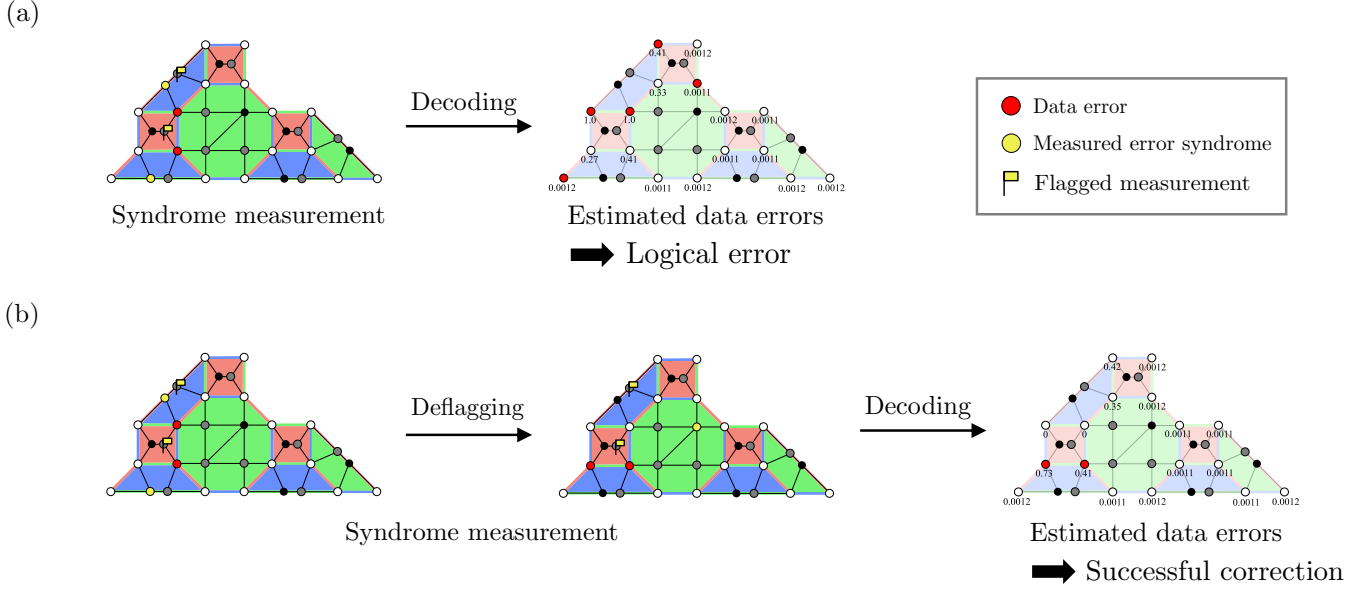 (a)
0.41 0.0012
Decoding
0.33 0.0011
1.0 1.0 0.0012 0.0011
0.27 0.41 0.0011 0.0011
0.0012 0.0011 0.0012 0.0012 0.0012
Syndrome measurement
Estimated data errors
Logical error
Data error
Measured error syndrome
Flagged measurement
(b)
0.42 0.0012
Deflagging
Decoding
0.35 0.0012
0 0 0.0011 0.0011
0.73 0.41 0.0011 0.0011
0.0012 0.0011 0.0012 0.0011 0.0012
Syndrome measurement
Estimated data errors
Successful correction